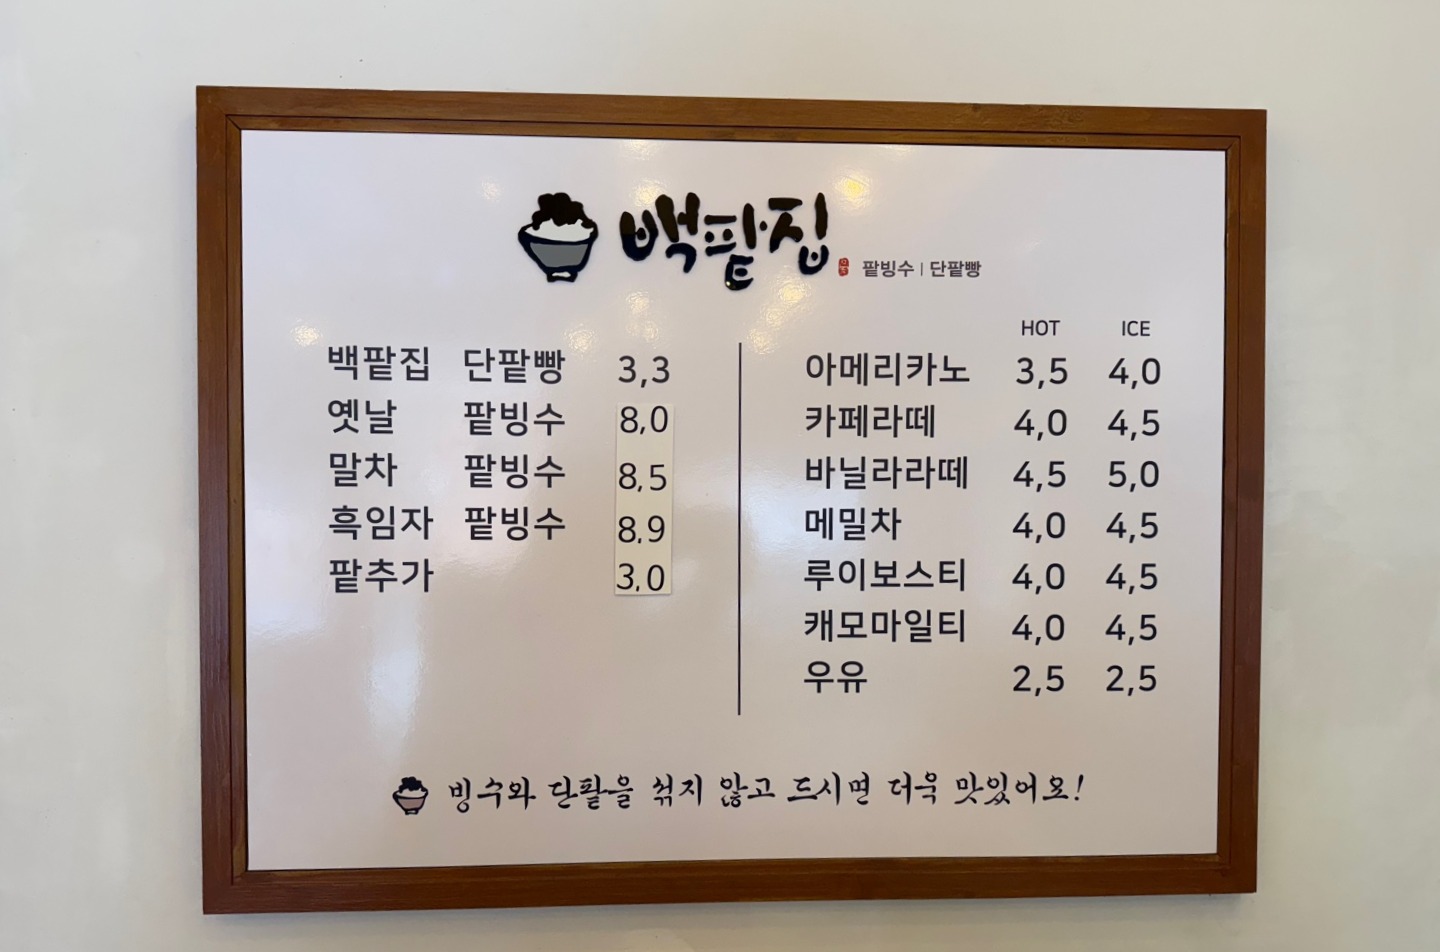 백팥집
팥빙수 | 단팥빵
백팥집 단팥빵 3,3
옛날 팥빙수 8,0
말차 팥빙수 8,5
흑임자 팥빙수 8,9
팥추가 3,0
HOT ICE
아메리카노 3,5 4,0
카페라떼 4,0 4,5
바닐라라떼 4,5 5,0
메밀차 4,0 4,5
루이보스티 4,0 4,5
캐모마일티 4,0 4,5
우유 2,5 2,5
빙수와 단팥을 섞지 않고 드시면 더욱 맛있어요!